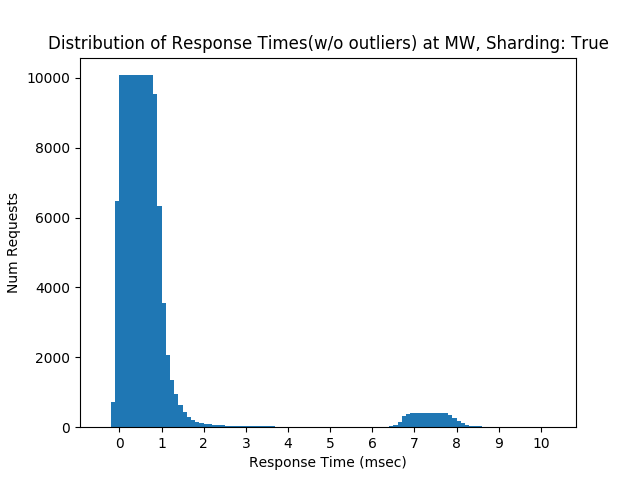 Distribution of Response Times(w/o outliers) at MW, Sharding: True
10000
8000
6000
4000
2000
0
Num Requests
0 1 2 3 4 5 6 7 8 9 10
Response Time (msec)